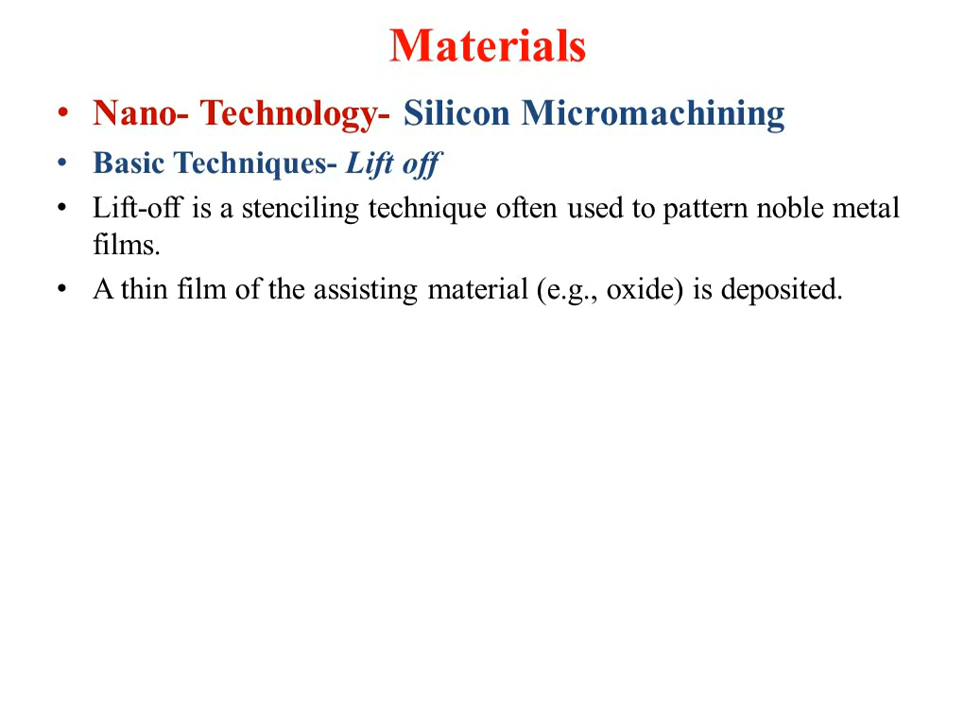 Materials
• Nano- Technology- Silicon Micromachining
• Basic Techniques- Lift off
• Lift-off is a stenciling technique often used to pattern noble metal
films.
• A thin film of the assisting material (e.g., oxide) is deposited.